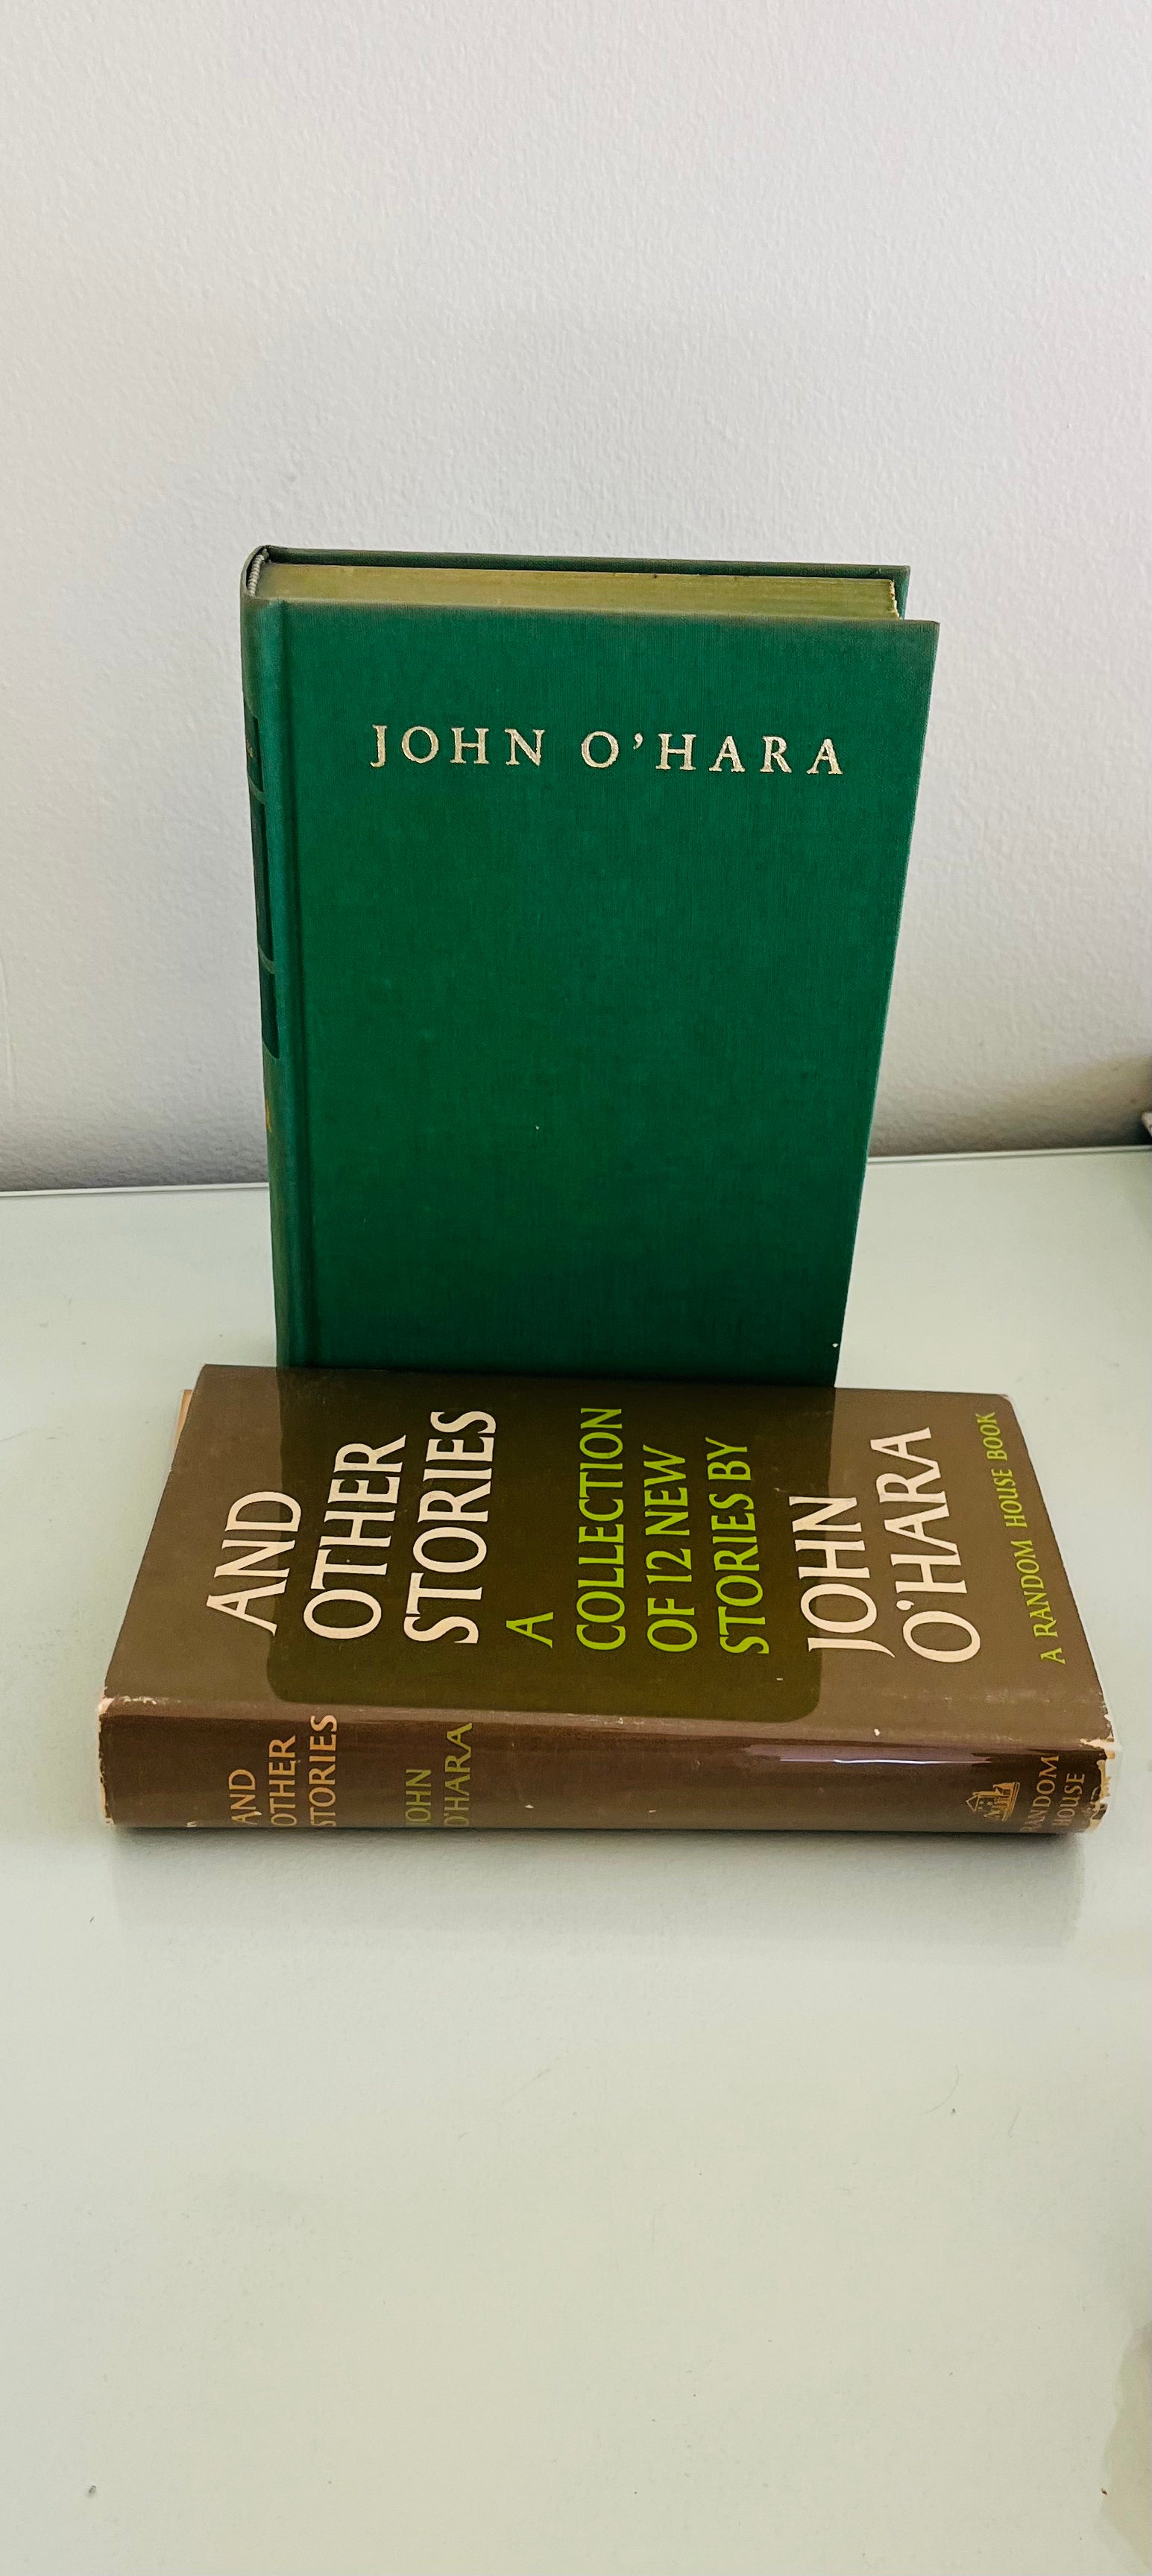 JOHN O'HARA
AND
OTHER
STORIES
A
COLLECTION
OF 12 NEW
STORIES BY
JOHN
O'HARA
A RANDOM HOUSE BOOK
AND
OTHER
STORIES
JOHN
O'HARA
RANDOM
HOUSE